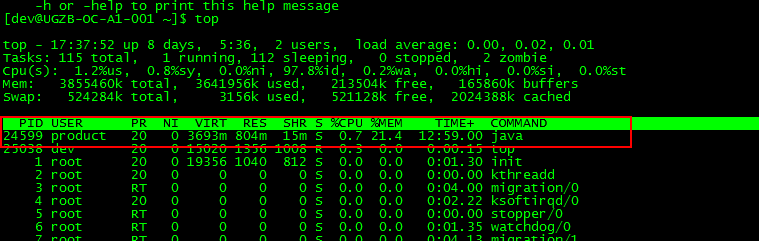 -h or -help to print this help message
[dev@UGZB-OC-A1-001 ~]$ top
top - 17:37:52 up 8 days,  5:36,  2 users,  load average: 0.00, 0.02, 0.01
Tasks: 115 total,   1 running, 112 sleeping,   0 stopped,   2 zombie
Cpu(s):  1.2%us,  0.8%sy,  0.0%ni, 97.8%id,  0.2%wa,  0.0%hi,  0.0%si,  0.0%st
Mem:   3855460k total,  3641956k used,   213504k free,   165860k buffers
Swap:   524284k total,     3156k used,   521128k free,  2024388k cached
PID USER      PR  NI  VIRT  RES  SHR S %CPU %MEM    TIME+  COMMAND
24599 product   20   0 3693m 804m  15m S  0.7 21.4  12:59.00 java
25038 dev       20   0 15020 1356 1008 R  0.3  0.0   0:00.15 top
1 root      20   0 19356 1040  812 S  0.0  0.0   0:01.30 init
2 root      20   0     0    0    0 S  0.0  0.0   0:00.00 kthreadd
3 root      RT   0     0    0    0 S  0.0  0.0   0:04.00 migration/0
4 root      20   0     0    0    0 S  0.0  0.0   0:02.22 ksoftirqd/0
5 root      RT   0     0    0    0 S  0.0  0.0   0:00.00 stopper/0
6 root      RT   0     0    0    0 S  0.0  0.0   0:01.35 watchdog/0
7 root      RT   0     0    0    0 S  0.0  0.0   0:04.13 migration/1